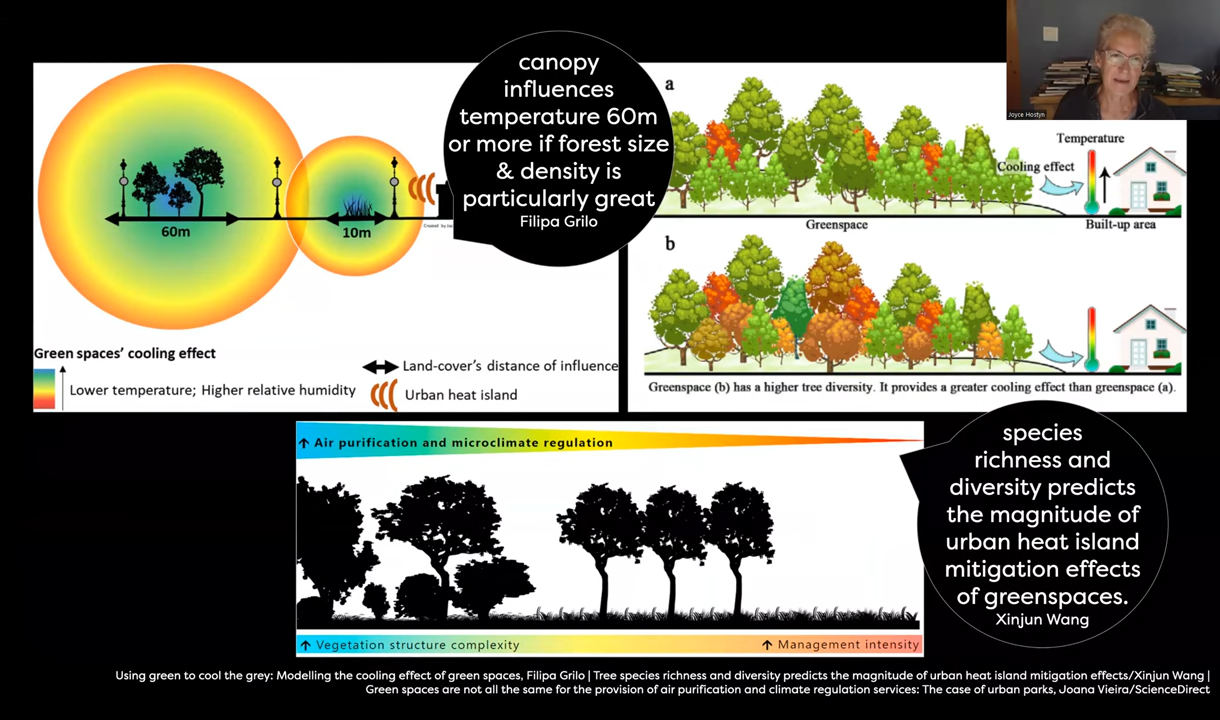 canopy
influences
temperature 60m
or more if forest size
& density is
particularly great
Filipa Grilo
60m
10m
Green spaces' cooling effect
Lower temperature; Higher relative humidity
Land-cover's distance of influence
Urban heat island
a
Temperature
Cooling effect
Greenspace
Built-up area
b
Greenspace (b) has a higher tree diversity. It provides a greater cooling effect than greenspace (a).
Joyce Hostyn
↑ Air purification and microclimate regulation
↑ Vegetation structure complexity
↑ Management intensity
species
richness and
diversity predicts
the magnitude of
urban heat island
mitigation effects
of greenspaces.
Xinjun Wang
Using green to cool the grey: Modelling the cooling effect of green spaces, Filipa Grilo | Tree species richness and diversity predicts the magnitude of urban heat island mitigation effects/Xinjun Wang |
Green spaces are not all the same for the provision of air purification and climate regulation services: The case of urban parks, Joana Vieira/ScienceDirect